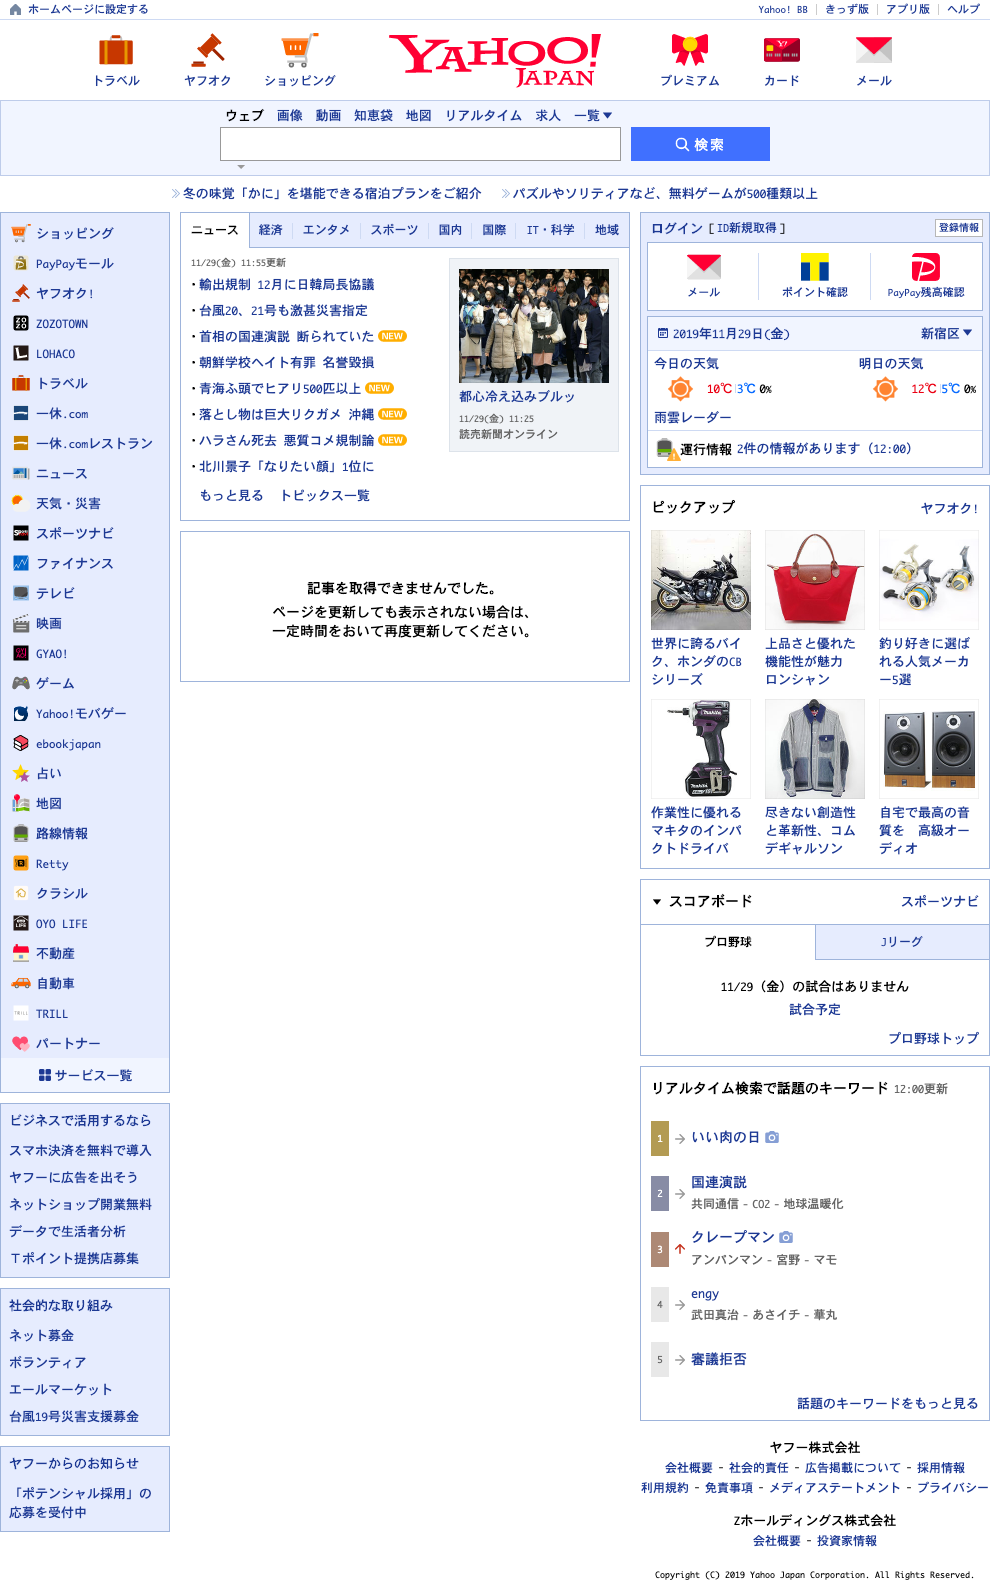 ホームページに設定する
Yahoo! BB
きっず版
アプリ版
ヘルプ
トラベル
ヤフオク
ショッピング
YAHOO!
JAPAN
プレミアム
カード
メール
ウェブ 画像 動画 知恵袋 地図 リアルタイム 求人 一覧
検索
冬の味覚「かに」を堪能できる宿泊プランをご紹介
パズルやソリティアなど、無料ゲームが500種類以上
ショッピング
PayPayモール
ヤフオク!
ZOZOTOWN
LOHACO
トラベル
一休.com
一休.comレストラン
ニュース
天気・災害
スポーツナビ
ファイナンス
テレビ
映画
GYAO!
ゲーム
Yahoo!モバゲー
ebookjapan
占い
地図
路線情報
Retty
クラシル
OYO LIFE
不動産
自動車
TRILL
パートナー
サービス一覧
ビジネスで活用するなら
スマホ決済を無料で導入
ヤフーに広告を出そう
ネットショップ開業無料
データで生活者分析
Tポイント提携店募集
社会的な取り組み
ネット募金
ボランティア
エールマーケット
台風19号災害支援募金
ヤフーからのお知らせ
「ポテンシャル採用」の
応募を受付中
ニュース 経済 エンタメ スポーツ 国内 国際 IT・科学 地域
11/29(金) 11:55更新
・輸出規制 12月に日韓局長協議
・台風20、21号も激甚災害指定
・首相の国連演説 断られていた NEW
・朝鮮学校ヘイト有罪 名誉毀損
・青海ふ頭でヒアリ500匹以上 NEW
・落とし物は巨大リクガメ 沖縄 NEW
・ハラさん死去 悪質コメ規制論 NEW
・北川景子「なりたい顔」1位に
もっと見る トピックス一覧
都心冷え込みブルッ
11/29(金) 11:25
読売新聞オンライン
記事を取得できませんでした。
ページを更新しても表示されない場合は、
一定時間をおいて再度更新してください。
ログイン [ ID新規取得 ]
登録情報
メール
ポイント確認
PayPay残高確認
2019年11月29日(金)
新宿区
今日の天気
10℃ 3℃ 0%
明日の天気
12℃ 5℃ 0%
雨雲レーダー
運行情報 2件の情報があります (12:00)
ピックアップ
ヤフオク!
世界に誇るバイ
ク、ホンダのCB
シリーズ
上品さと優れた
機能性が魅力
ロンシャン
釣り好きに選ば
れる人気メーカ
ー5選
makita
作業性に優れる
マキタのインパ
クトドライバ
尽きない創造性
と革新性、コム
デギャルソン
自宅で最高の音
質を 高級オー
ディオ
スコアボード
スポーツナビ
プロ野球
Jリーグ
11/29（金）の試合はありません
試合予定
プロ野球トップ
リアルタイム検索で話題のキーワード 12:00更新
1 いい肉の日
2 国連演説
共同通信 - CO2 - 地球温暖化
3 クレープマン
アンパンマン - 宮野 - マモ
4 engy
武田真治 - あさイチ - 華丸
5 審議拒否
話題のキーワードをもっと見る
ヤフー株式会社
会社概要 - 社会的責任 - 広告掲載について - 採用情報
利用規約 - 免責事項 - メディアステートメント - プライバシー
Zホールディングス株式会社
会社概要 - 投資家情報
Copyright (C) 2019 Yahoo Japan Corporation. All Rights Reserved.